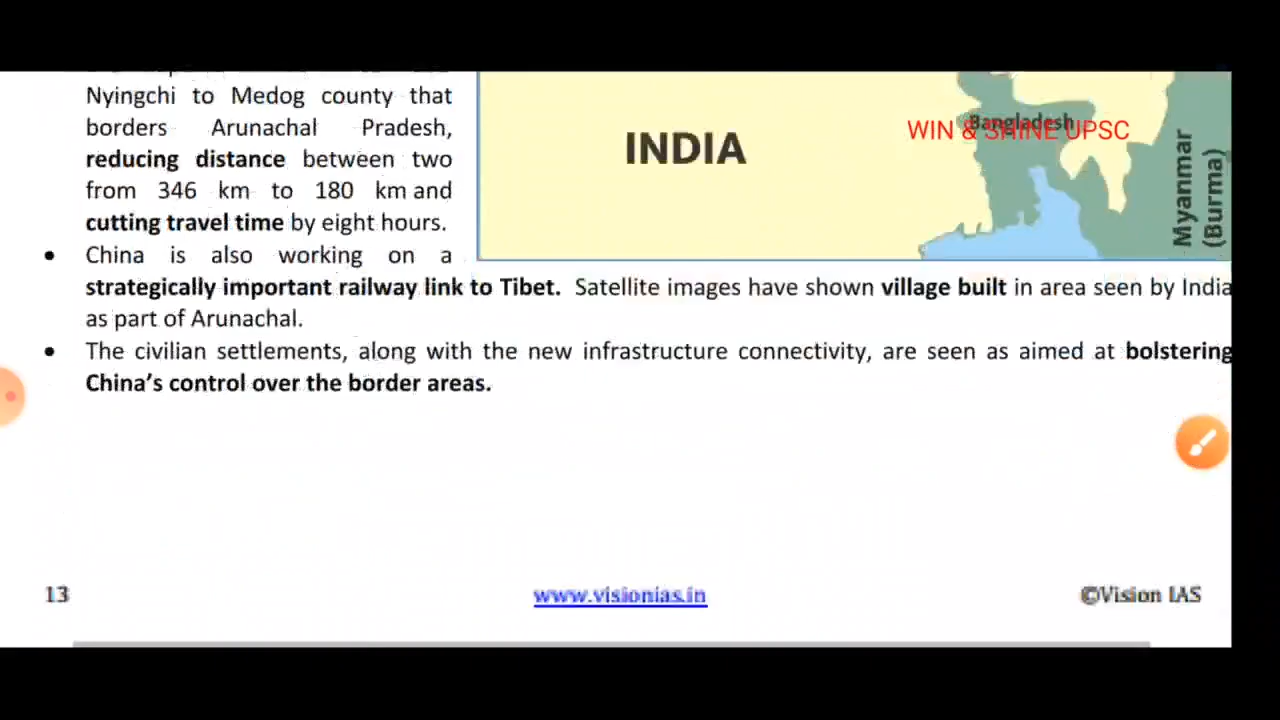 Nyingchi to Medog county that
borders Arunachal Pradesh,
reducing distance between two
from 346 km to 180 km and
cutting travel time by eight hours.
• China is also working on a
strategically important railway link to Tibet. Satellite images have shown village built in area seen by India
as part of Arunachal.
• The civilian settlements, along with the new infrastructure connectivity, are seen as aimed at bolstering
China's control over the border areas.
INDIA
Bangladesh
WIN & SHINE UPSC
Myanmar
(Burma)
13
www.visionias.in
©Vision IAS